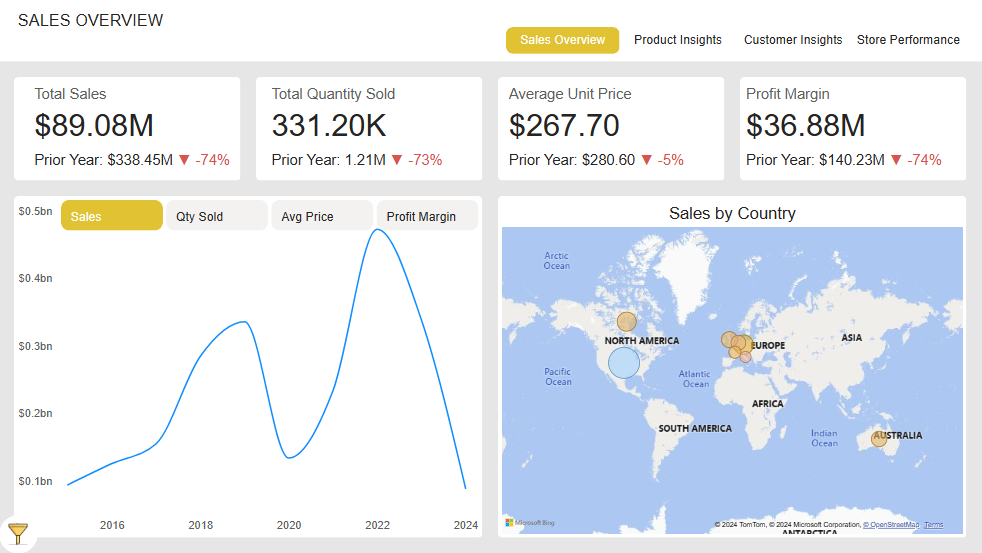 SALES OVERVIEW
Sales Overview Product Insights Customer Insights Store Performance
Total Sales
$89.08M
Prior Year: $338.45M ▼ -74%
Total Quantity Sold
331.20K
Prior Year: 1.21M ▼ -73%
Average Unit Price
$267.70
Prior Year: $280.60 ▼ -5%
Profit Margin
$36.88M
Prior Year: $140.23M ▼ -74%
Sales Qty Sold Avg Price Profit Margin
$0.5bn
$0.4bn
$0.3bn
$0.2bn
$0.1bn
2016 2018 2020 2022 2024
Sales by Country
Arctic
Ocean
NORTH AMERICA
EUROPE
ASIA
Pacific
Ocean
Atlantic
Ocean
AFRICA
SOUTH AMERICA
Indian
Ocean
AUSTRALIA
Microsoft Bing
© 2024 TomTom, © 2024 Microsoft Corporation, © OpenStreetMap Terms
ANTARCTICA